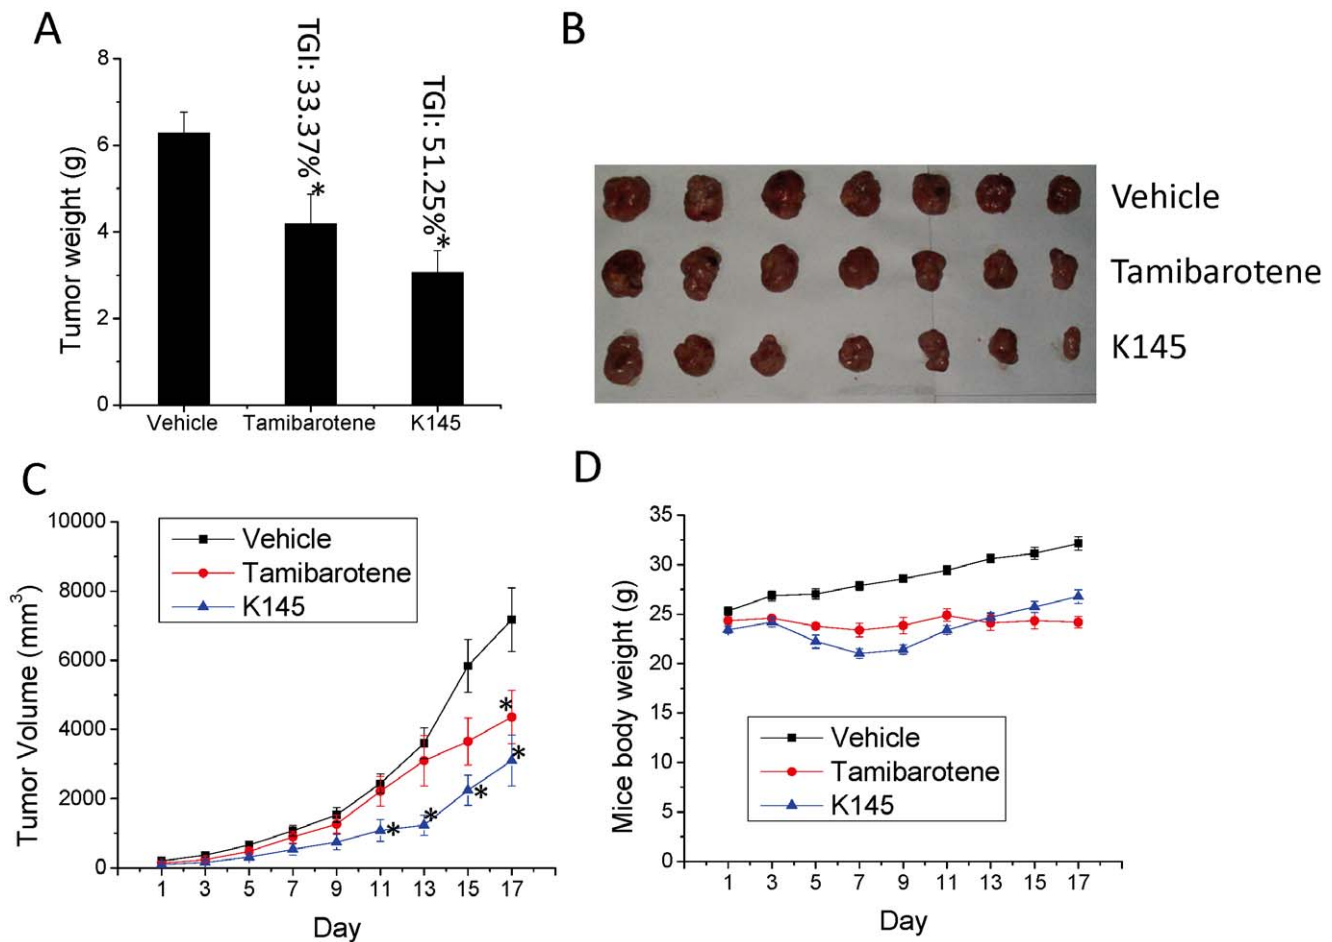 A
TGI: 33.37%*
TGI: 51.25%*
8
6
4
2
0
Tumor weight (g)
Vehicle
Tamibarotene
K145
B
Vehicle
Tamibarotene
K145
C
Vehicle
Tamibarotene
K145
10000
8000
6000
4000
2000
0
Tumor Volume (mm³)
* * * * *
1 3 5 7 9 11 13 15 17
Day
D
35
30
25
20
15
10
5
0
Mice body weight (g)
Vehicle
Tamibarotene
K145
1 3 5 7 9 11 13 15 17
Day